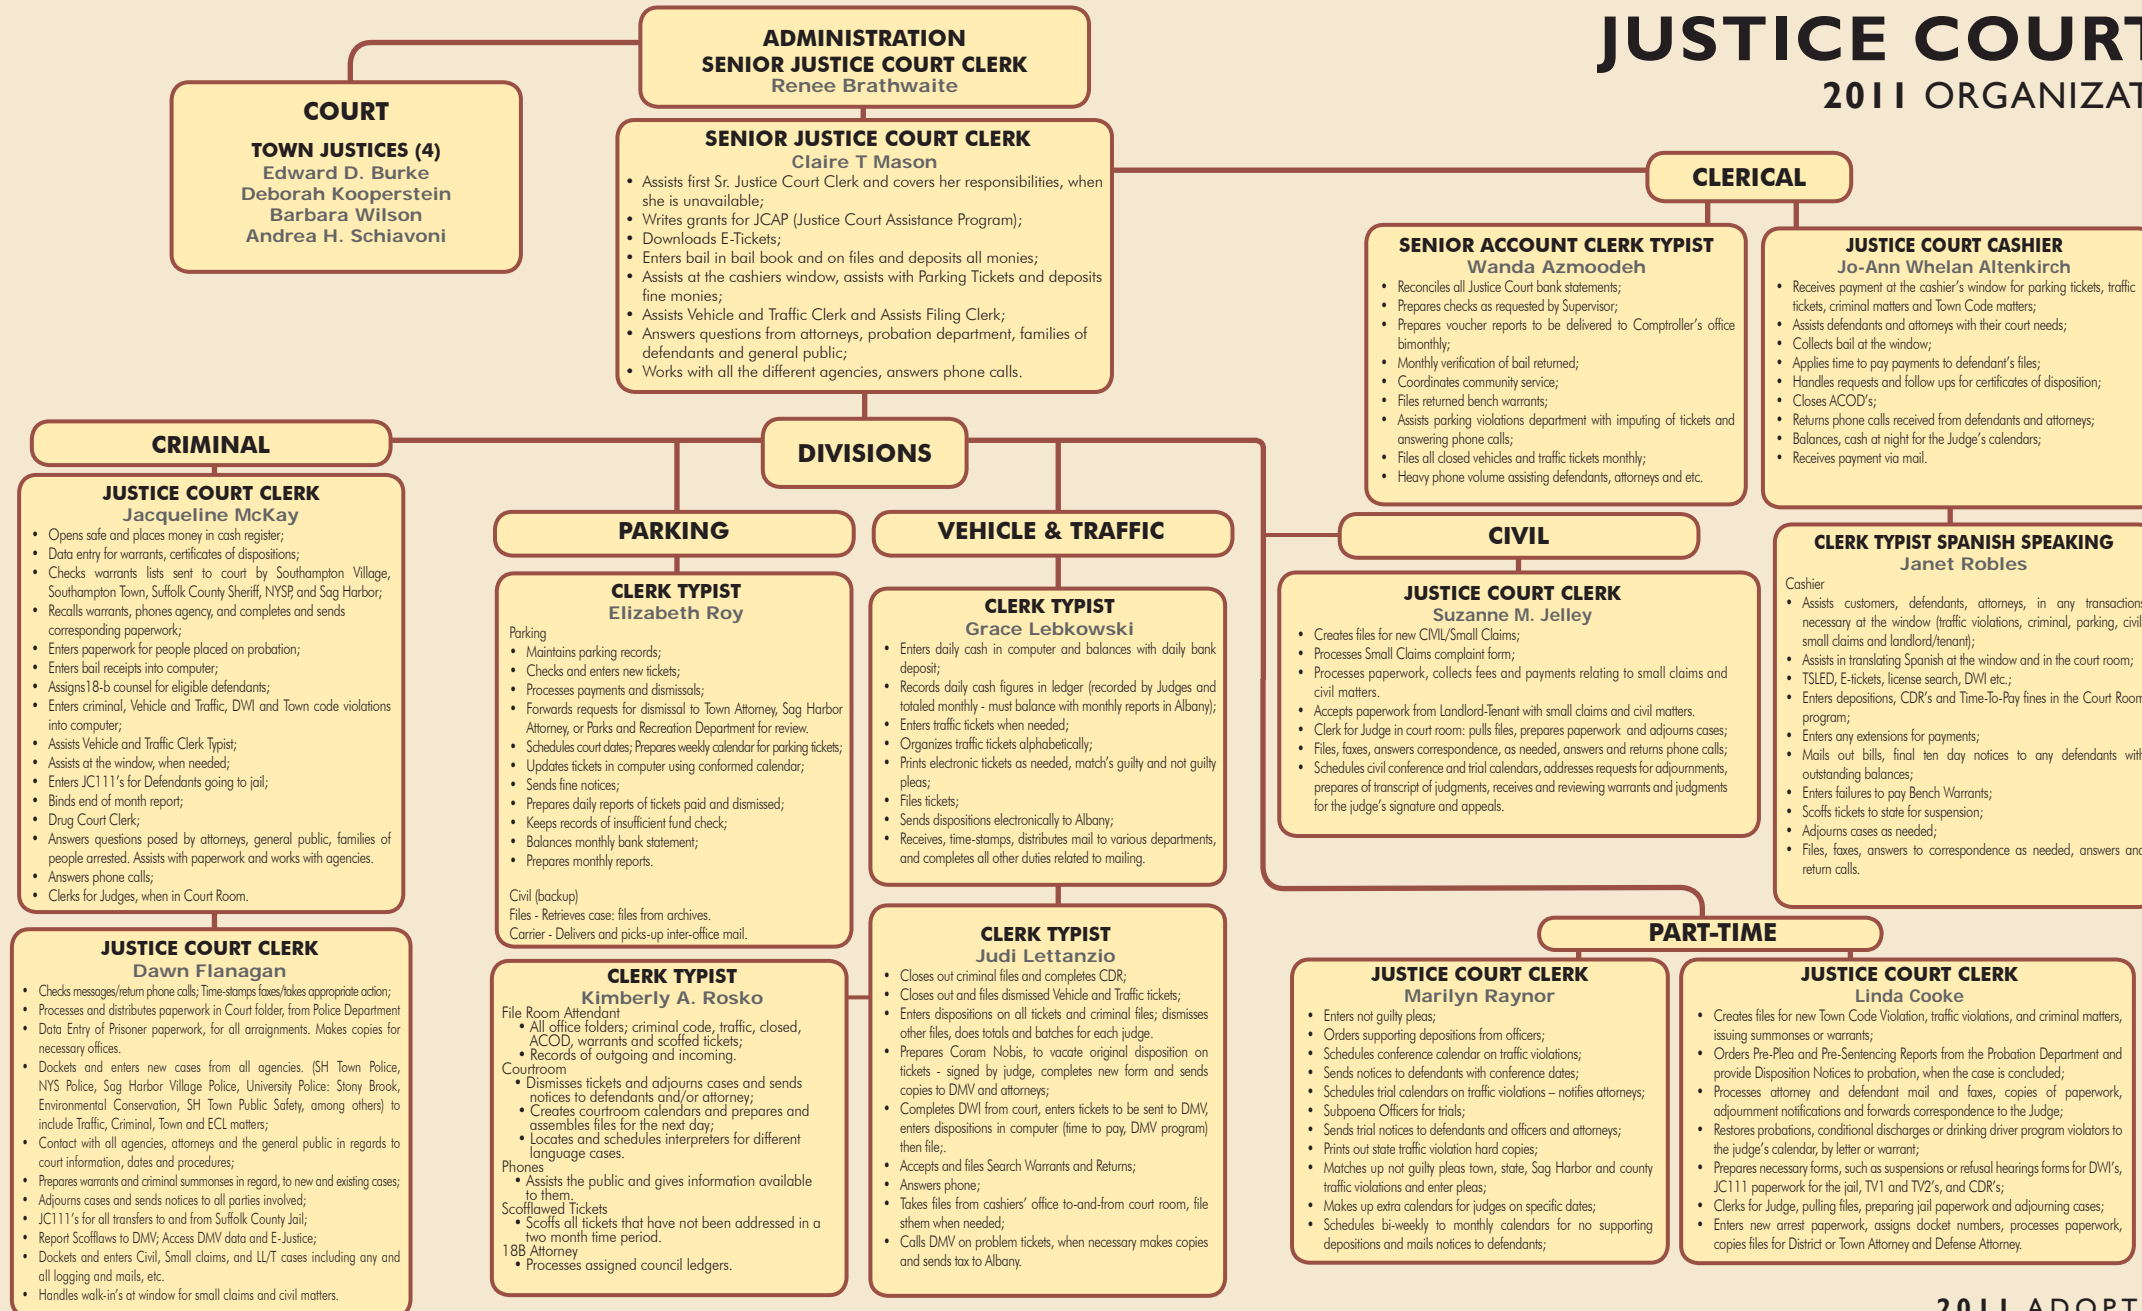 JUSTICE COURT
2011 ORGANIZAT
ADMINISTRATION
SENIOR JUSTICE COURT CLERK
Renee Brathwaite
COURT
TOWN JUSTICES (4)
Edward D. Burke
Deborah Kooperstein
Barbara Wilson
Andrea H. Schiavoni
SENIOR JUSTICE COURT CLERK
Claire T Mason
• Assists first Sr. Justice Court Clerk and covers her responsibilities, when
she is unavailable;
• Writes grants for JCAP (Justice Court Assistance Program);
• Downloads E-Tickets;
• Enters bail in bail book and on files and deposits all monies;
• Assists at the cashiers window, assists with Parking Tickets and deposits
fine monies;
• Assists Vehicle and Traffic Clerk and Assists Filing Clerk;
• Answers questions from attorneys, probation department, families of
defendants and general public;
• Works with all the different agencies, answers phone calls.
CLERICAL
SENIOR ACCOUNT CLERK TYPIST
Wanda Azmoodeh
• Reconciles all Justice Court bank statements;
• Prepares checks as requested by Supervisor;
• Prepares voucher reports to be delivered to Comptroller's office
bimonthly;
• Monthly verification of bail returned;
• Coordinates community service;
• Files returned bench warrants;
• Assists parking violations department with imputing of tickets and
answering phone calls;
• Files all closed vehicles and traffic tickets monthly;
• Heavy phone volume assisting defendants, attorneys and etc.
JUSTICE COURT CASHIER
Jo-Ann Whelan Altenkirch
• Receives payment at the cashier's window for parking tickets, traffic
tickets, criminal matters and Town Code matters;
• Assists defendants and attorneys with their court needs;
• Collects bail at the window;
• Applies time to pay payments to defendant's files;
• Handles requests and follow ups for certificates of disposition;
• Closes ACOD's;
• Returns phone calls received from defendants and attorneys;
• Balances, cash at night for the Judge's calendars;
• Receives payment via mail.
CLERK TYPIST SPANISH SPEAKING
Janet Robles
Cashier
• Assists customers, defendants, attorneys, in any transactions
necessary at the window (traffic violations, criminal, parking, civil
small claims and landlord/tenant);
• Assists in translating Spanish at the window and in the court room;
• TSLED, E-tickets, license search, DWI etc.;
• Enters depositions, CDR's and Time-To-Pay fines in the Court Room
program;
• Enters any extensions for payments;
• Mails out bills, final ten day notices to any defendants with
outstanding balances;
• Enters failures to pay Bench Warrants;
• Scoffs tickets to state for suspension;
• Adjourns cases as needed;
• Files, faxes, answers to correspondence as needed, answers and
return calls.
DIVISIONS
CRIMINAL
JUSTICE COURT CLERK
Jacqueline McKay
• Opens safe and places money in cash register;
• Data entry for warrants, certificates of dispositions;
• Checks warrants lists sent to court by Southampton Village,
Southampton Town, Suffolk County Sheriff, NYSP, and Sag Harbor;
• Recalls warrants, phones agency, and completes and sends
corresponding paperwork;
• Enters paperwork for people placed on probation;
• Enters bail receipts into computer;
• Assigns18-b counsel for eligible defendants;
• Enters criminal, Vehicle and Traffic, DWI and Town code violations
into computer;
• Assists Vehicle and Traffic Clerk Typist;
• Assists at the window, when needed;
• Enters JC111's for Defendants going to jail;
• Binds end of month report;
• Drug Court Clerk;
• Answers questions posed by attorneys, general public, families of
people arrested. Assists with paperwork and works with agencies.
• Answers phone calls;
• Clerks for Judges, when in Court Room.
JUSTICE COURT CLERK
Dawn Flanagan
• Checks messages/return phone calls; Time-stamps faxes/takes appropriate action;
• Processes and distributes paperwork in Court folder, from Police Department
• Data Entry of Prisoner paperwork, for all arraignments. Makes copies for
necessary offices.
• Dockets and enters new cases from all agencies. (SH Town Police,
NYS Police, Sag Harbor Village Police, University Police: Stony Brook,
Environmental Conservation, SH Town Public Safety, among others) to
include Traffic, Criminal, Town and ECL matters;
• Contact with all agencies, attorneys and the general public in regards to
court information, dates and procedures;
• Prepares warrants and criminal summonses in regard, to new and existing cases;
• Adjourns cases and sends notices to all parties involved;
• JC111's for all transfers to and from Suffolk County Jail;
• Report Scofflaws to DMV; Access DMV data and E-Justice;
• Dockets and enters Civil, Small claims, and LL/T cases including any and
all logging and mails, etc.
• Handles walk-in's at window for small claims and civil matters.
PARKING
CLERK TYPIST
Elizabeth Roy
Parking
• Maintains parking records;
• Checks and enters new tickets;
• Processes payments and dismissals;
• Forwards requests for dismissal to Town Attorney, Sag Harbor
Attorney, or Parks and Recreation Department for review.
• Schedules court dates; Prepares weekly calendar for parking tickets;
• Updates tickets in computer using conformed calendar;
• Sends fine notices;
• Prepares daily reports of tickets paid and dismissed;
• Keeps records of insufficient fund check;
• Balances monthly bank statement;
• Prepares monthly reports.
Civil (backup)
Files - Retrieves case: files from archives.
Carrier - Delivers and picks-up inter-office mail.
CLERK TYPIST
Kimberly A. Rosko
File Room Attendant
• All office folders; criminal code, traffic, closed,
ACOD, warrants and scoffed tickets;
• Records of outgoing and incoming.
Courtroom
• Dismisses tickets and adjourns cases and sends
notices to defendants and/or attorney;
• Creates courtroom calendars and prepares and
assembles files for the next day;
• Locates and schedules interpreters for different
language cases.
Phones
• Assists the public and gives information available
to them.
Scofflawed Tickets
• Scoffs all tickets that have not been addressed in a
two month time period.
18B Attorney
• Processes assigned council ledgers.
VEHICLE & TRAFFIC
CLERK TYPIST
Grace Lebkowski
• Enters daily cash in computer and balances with daily bank
deposit;
• Records daily cash figures in ledger (recorded by Judges and
totaled monthly - must balance with monthly reports in Albany);
• Enters traffic tickets when needed;
• Organizes traffic tickets alphabetically;
• Prints electronic tickets as needed, match's guilty and not guilty
pleas;
• Files tickets;
• Sends dispositions electronically to Albany;
• Receives, time-stamps, distributes mail to various departments,
and completes all other duties related to mailing.
CLERK TYPIST
Judi Lettanzio
• Closes out criminal files and completes CDR;
• Closes out and files dismissed Vehicle and Traffic tickets;
• Enters dispositions on all tickets and criminal files; dismisses
other files, does totals and batches for each judge.
• Prepares Coram Nobis, to vacate original disposition on
tickets - signed by judge, completes new form and sends
copies to DMV and attorneys;
• Completes DWI from court, enters tickets to be sent to DMV,
enters dispositions in computer (time to pay, DMV program)
then file;.
• Accepts and files Search Warrants and Returns;
• Answers phone;
• Takes files from cashiers' office to-and-from court room, file
sthem when needed;
• Calls DMV on problem tickets, when necessary makes copies
and sends tax to Albany.
CIVIL
JUSTICE COURT CLERK
Suzanne M. Jelley
• Creates files for new CIVIL/Small Claims;
• Processes Small Claims complaint form;
• Processes paperwork, collects fees and payments relating to small claims and
civil matters.
• Accepts paperwork from Landlord-Tenant with small claims and civil matters.
• Clerk for Judge in court room: pulls files, prepares paperwork and adjourns cases;
• Files, faxes, answers correspondence, as needed, answers and returns phone calls;
• Schedules civil conference and trial calendars, addresses requests for adjournments,
prepares of transcript of judgments, receives and reviewing warrants and judgments
for the judge's signature and appeals.
PART-TIME
JUSTICE COURT CLERK
Marilyn Raynor
• Enters not guilty pleas;
• Orders supporting depositions from officers;
• Schedules conference calendar on traffic violations;
• Sends notices to defendants with conference dates;
• Schedules trial calendars on traffic violations – notifies attorneys;
• Subpoena Officers for trials;
• Sends trial notices to defendants and officers and attorneys;
• Prints out state traffic violation hard copies;
• Matches up not guilty pleas town, state, Sag Harbor and county
traffic violations and enter pleas;
• Makes up extra calendars for judges on specific dates;
• Schedules bi-weekly to monthly calendars for no supporting
depositions and mails notices to defendants;
JUSTICE COURT CLERK
Linda Cooke
• Creates files for new Town Code Violation, traffic violations, and criminal matters,
issuing summonses or warrants;
• Orders Pre-Plea and Pre-Sentencing Reports from the Probation Department and
provide Disposition Notices to probation, when the case is concluded;
• Processes attorney and defendant mail and faxes, copies of paperwork,
adjournment notifications and forwards correspondence to the Judge;
• Restores probations, conditional discharges or drinking driver program violators to
the judge's calendar, by letter or warrant;
• Prepares necessary forms, such as suspensions or refusal hearings forms for DWI's,
JC111 paperwork for the jail, TV1 and TV2's, and CDR's;
• Clerks for Judge, pulling files, preparing jail paperwork and adjourning cases;
• Enters new arrest paperwork, assigns docket numbers, processes paperwork,
copies files for District or Town Attorney and Defense Attorney.
2011 ADOPT